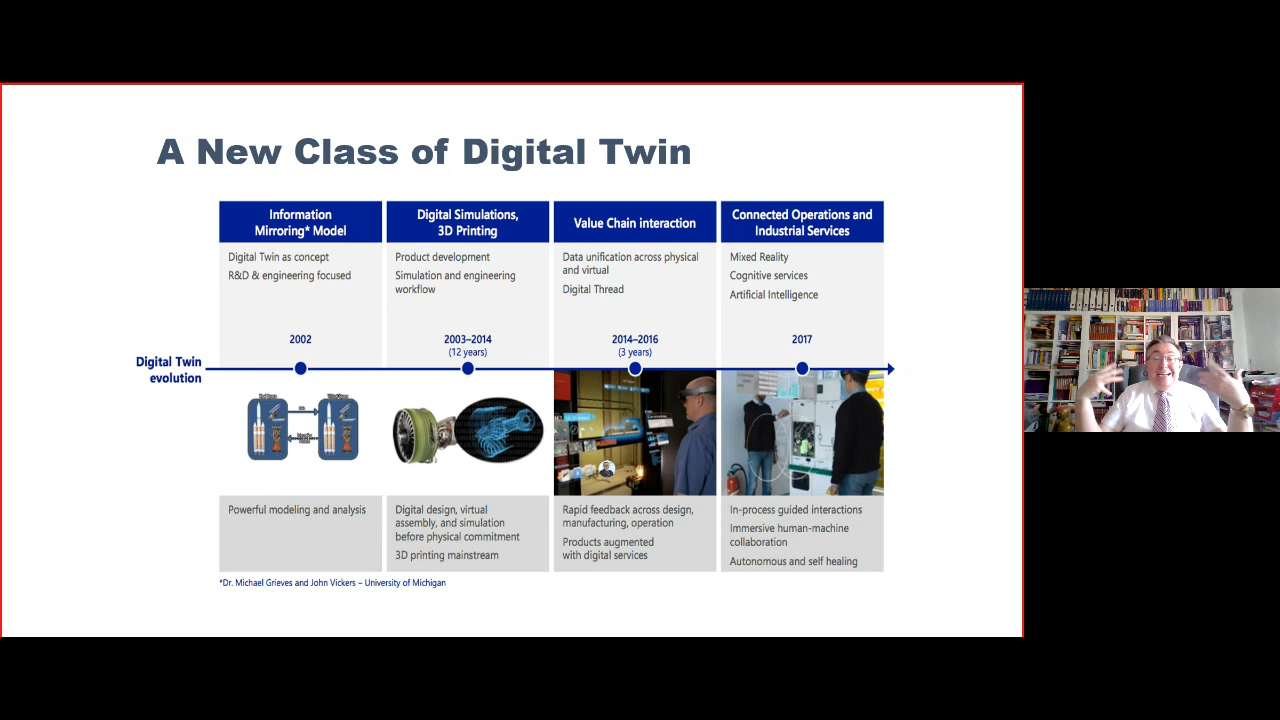 A New Class of Digital Twin
Information
Mirroring* Model
Digital Simulations,
3D Printing
Value Chain interaction
Connected Operations and
Industrial Services
Digital Twin as concept
R&D & engineering focused
Product development
Simulation and engineering
workflow
Data unification across physical
and virtual
Digital Thread
Mixed Reality
Cognitive services
Artificial Intelligence
2002
2003–2014
(12 years)
2014–2016
(3 years)
2017
Digital Twin
evolution
Powerful modeling and analysis
Digital design, virtual
assembly, and simulation
before physical commitment
3D printing mainstream
Rapid feedback across design,
manufacturing, operation
Products augmented
with digital services
In-process guided interactions
Immersive human-machine
collaboration
Autonomous and self healing
*Dr. Michael Grieves and John Vickers – University of Michigan